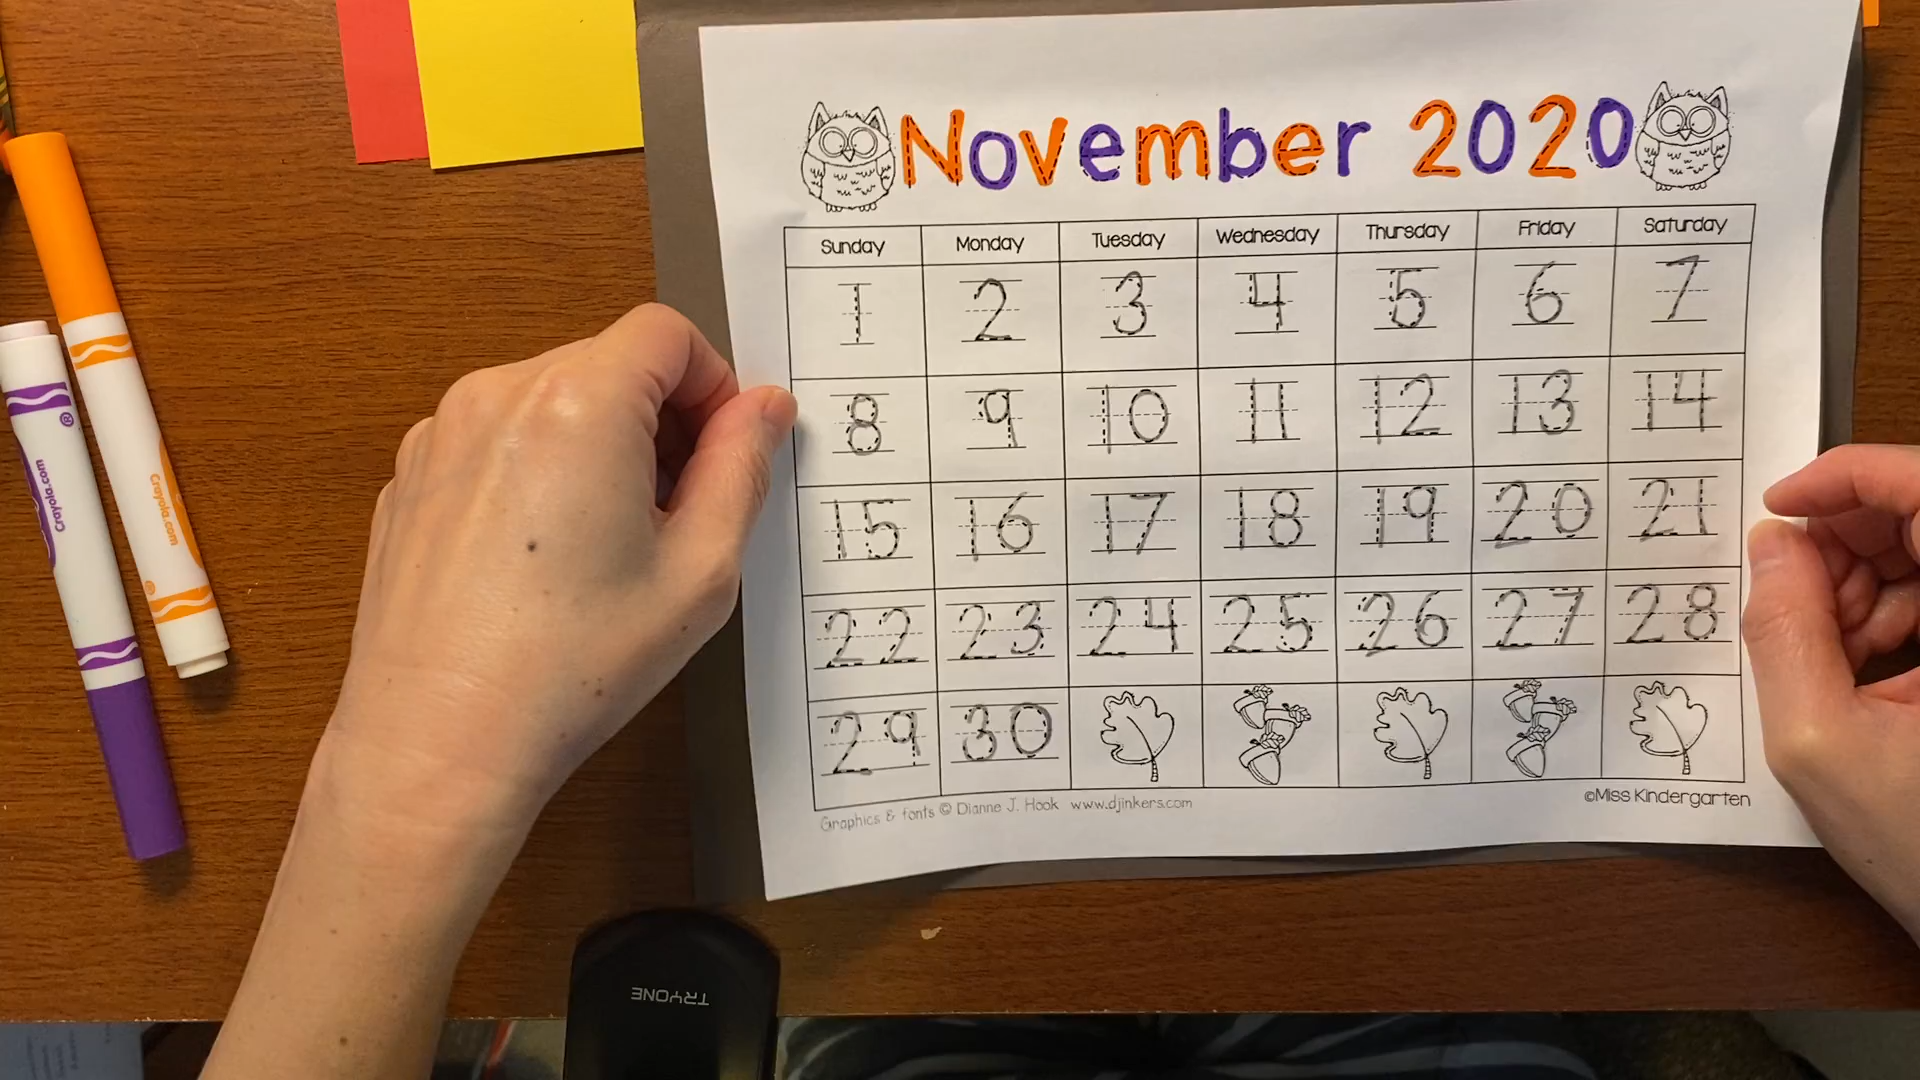 November 2020
Sunday Monday Tuesday Wednesday Thursday Friday Saturday
1 2 3 4 5 6 7
8 9 10 11 12 13 14
15 16 17 18 19 20 21
22 23 24 25 26 27 28
29 30
Graphics & fonts © Dianne J. Hook www.djinkers.com
©Miss Kindergarten
Crayola.com ®
Crayola.com ®
TRYONE